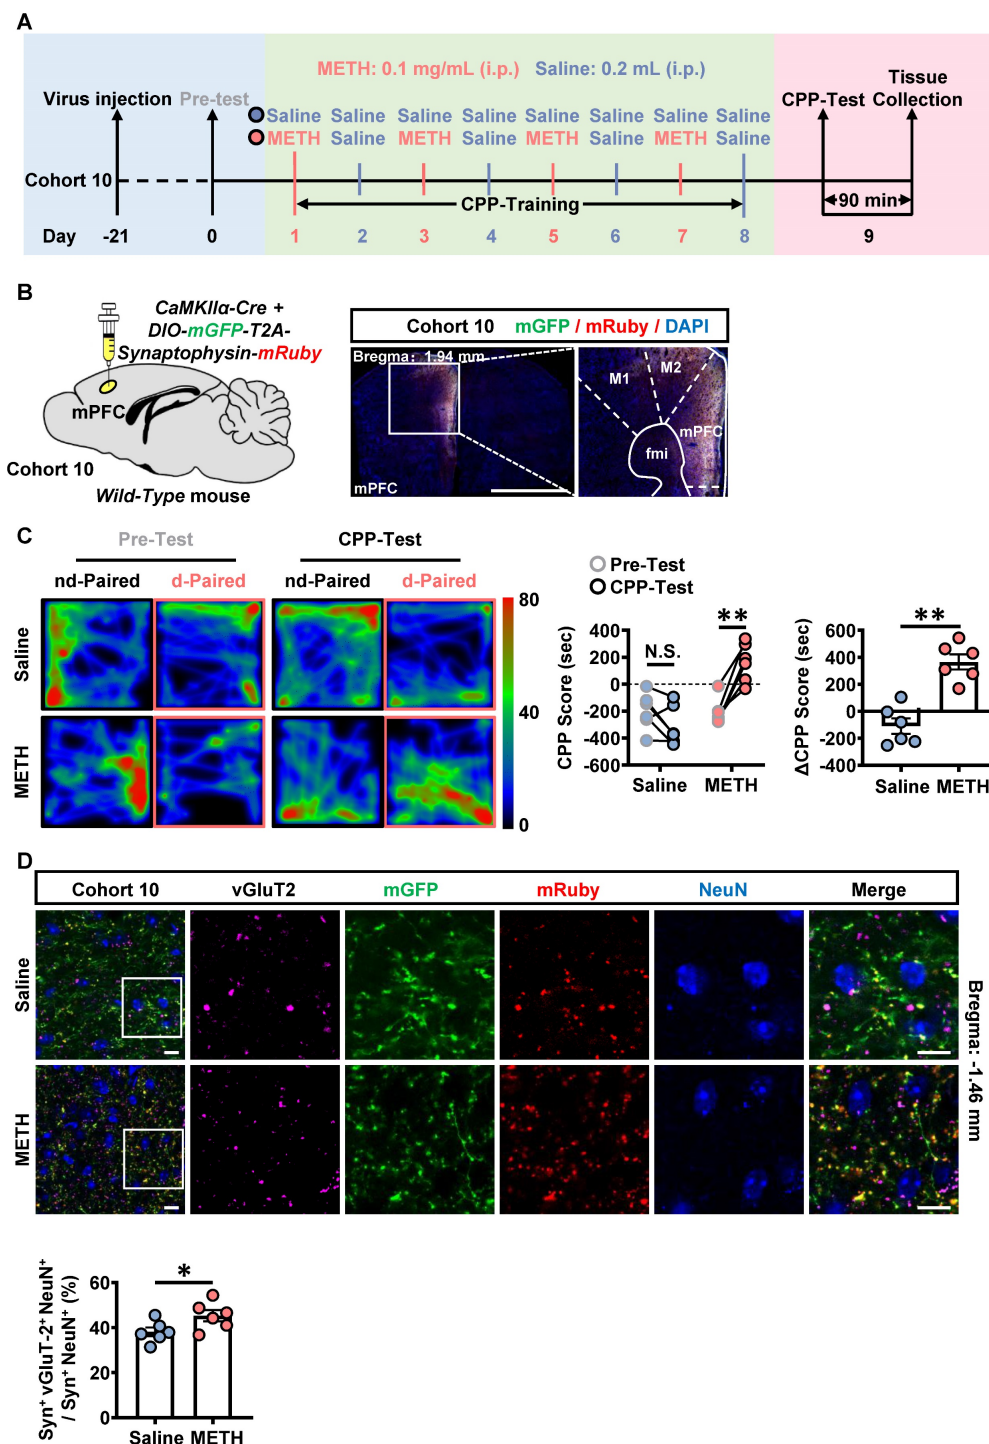 A
METH: 0.1 mg/mL (i.p.) Saline: 0.2 mL (i.p.)
Virus injection Pre-test
Saline Saline Saline Saline Saline Saline Saline Saline
METH Saline METH Saline METH Saline METH Saline
CPP-Test Tissue Collection
Cohort 10
CPP-Training
90 min
Day -21 0 1 2 3 4 5 6 7 8 9
B
CaMKIIα-Cre +
DIO-mGFP-T2A-
Synaptophysin-mRuby
mPFC
Cohort 10
Wild-Type mouse
Cohort 10 mGFP / mRuby / DAPI
Bregma: 1.94 mm
mPFC
M1
M2
mPFC
fmi
C
Pre-Test CPP-Test
nd-Paired d-Paired nd-Paired d-Paired
Saline
METH
80
40
0
Pre-Test
CPP-Test
CPP Score (sec)
400
200
0
-200
-400
-600
N.S.
**
Saline METH
ΔCPP Score (sec)
600
400
200
0
-200
-400
**
Saline METH
D
Cohort 10 vGluT2 mGFP mRuby NeuN Merge
Saline
METH
Bregma: -1.46 mm
Syn⁺ vGluT-2⁺ NeuN⁺
/ Syn⁺ NeuN⁺ (%)
60
40
20
0
*
Saline METH